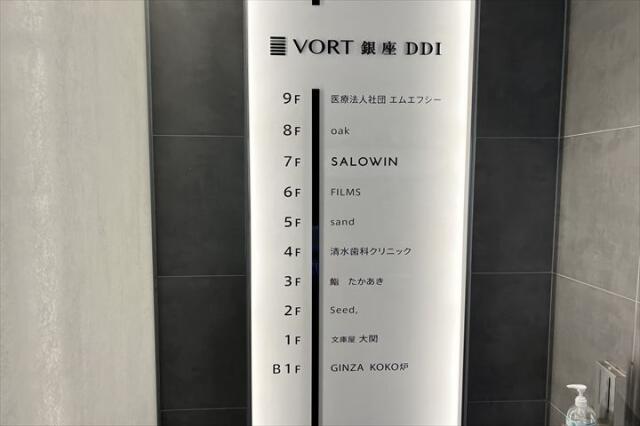 VORT 銀座 DDI
9F 医療法人社団 エムエフシー
8F oak
7F SALOWIN
6F FILMS
5F sand
4F 清水歯科クリニック
3F 鮨 たかあき
2F Seed,
1F 文庫屋 大関
B1F GINZA KOKO炉